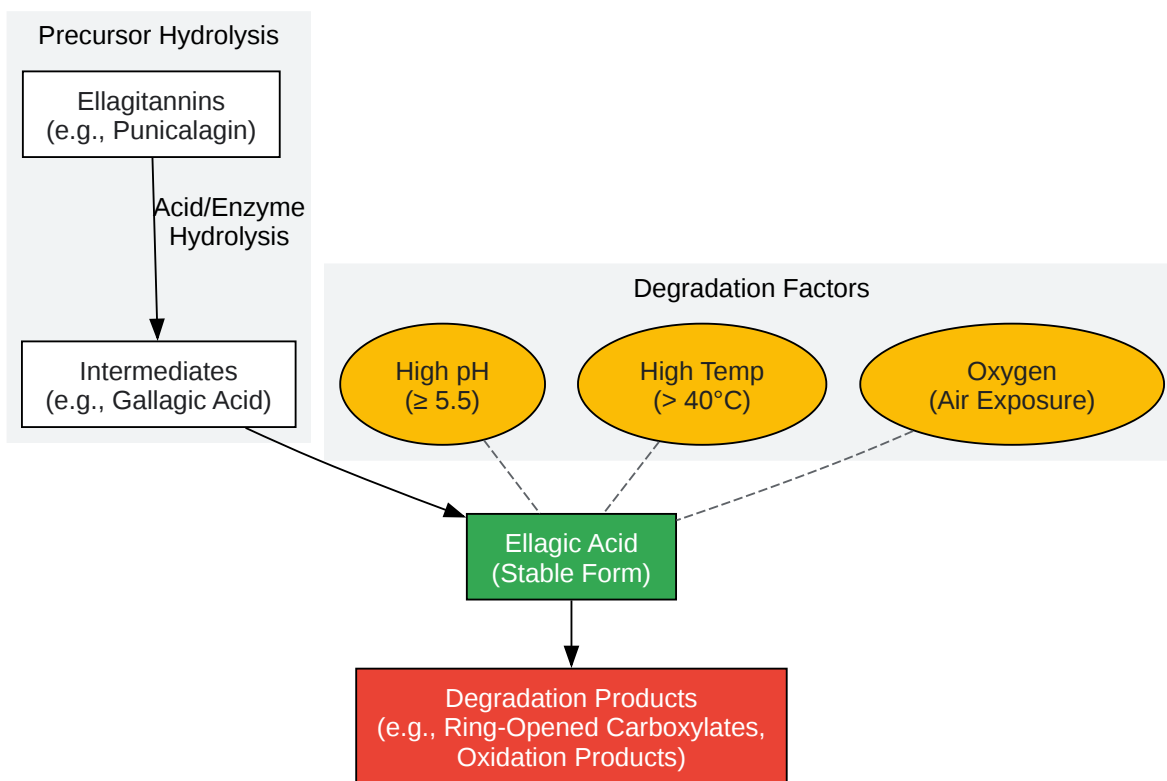 Precursor Hydrolysis
Ellagitannins
(e.g., Punicalagin)
Acid/Enzyme
Hydrolysis
Intermediates
(e.g., Gallagic Acid)
Degradation Factors
High pH
(≥ 5.5)
High Temp
(> 40°C)
Oxygen
(Air Exposure)
Ellagic Acid
(Stable Form)
Degradation Products
(e.g., Ring-Opened Carboxylates,
Oxidation Products)